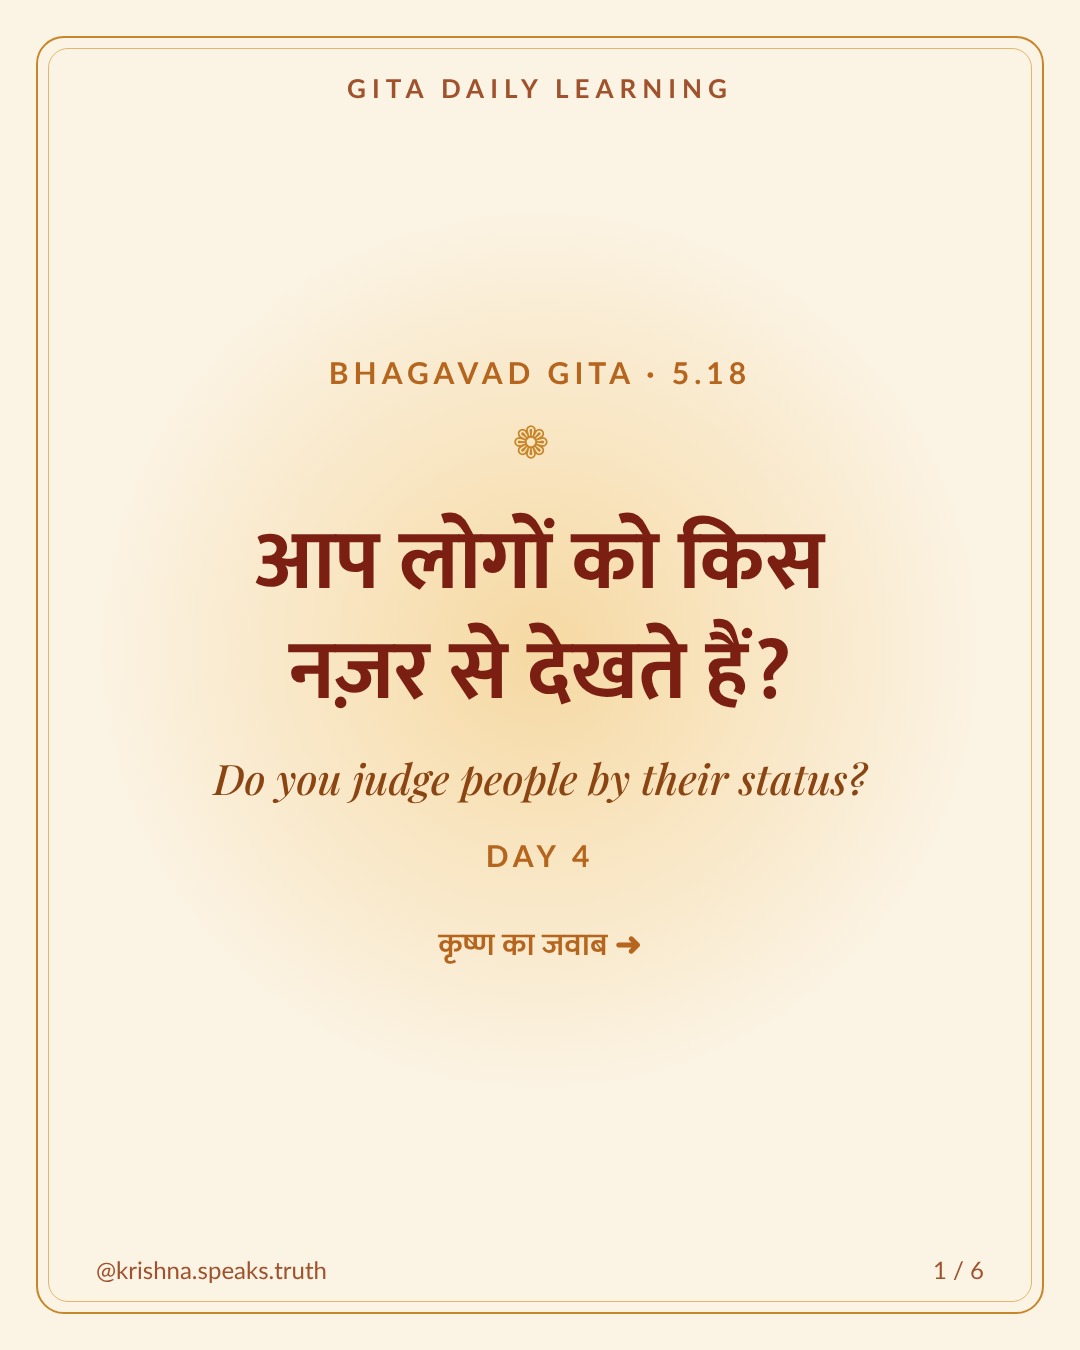 GITA DAILY LEARNING
BHAGAVAD GITA · 5.18
आप लोगों को किस
नज़र से देखते हैं?
Do you judge people by their status?
DAY 4
कृष्ण का जवाब ➜
@krishna.speaks.truth
1 / 6